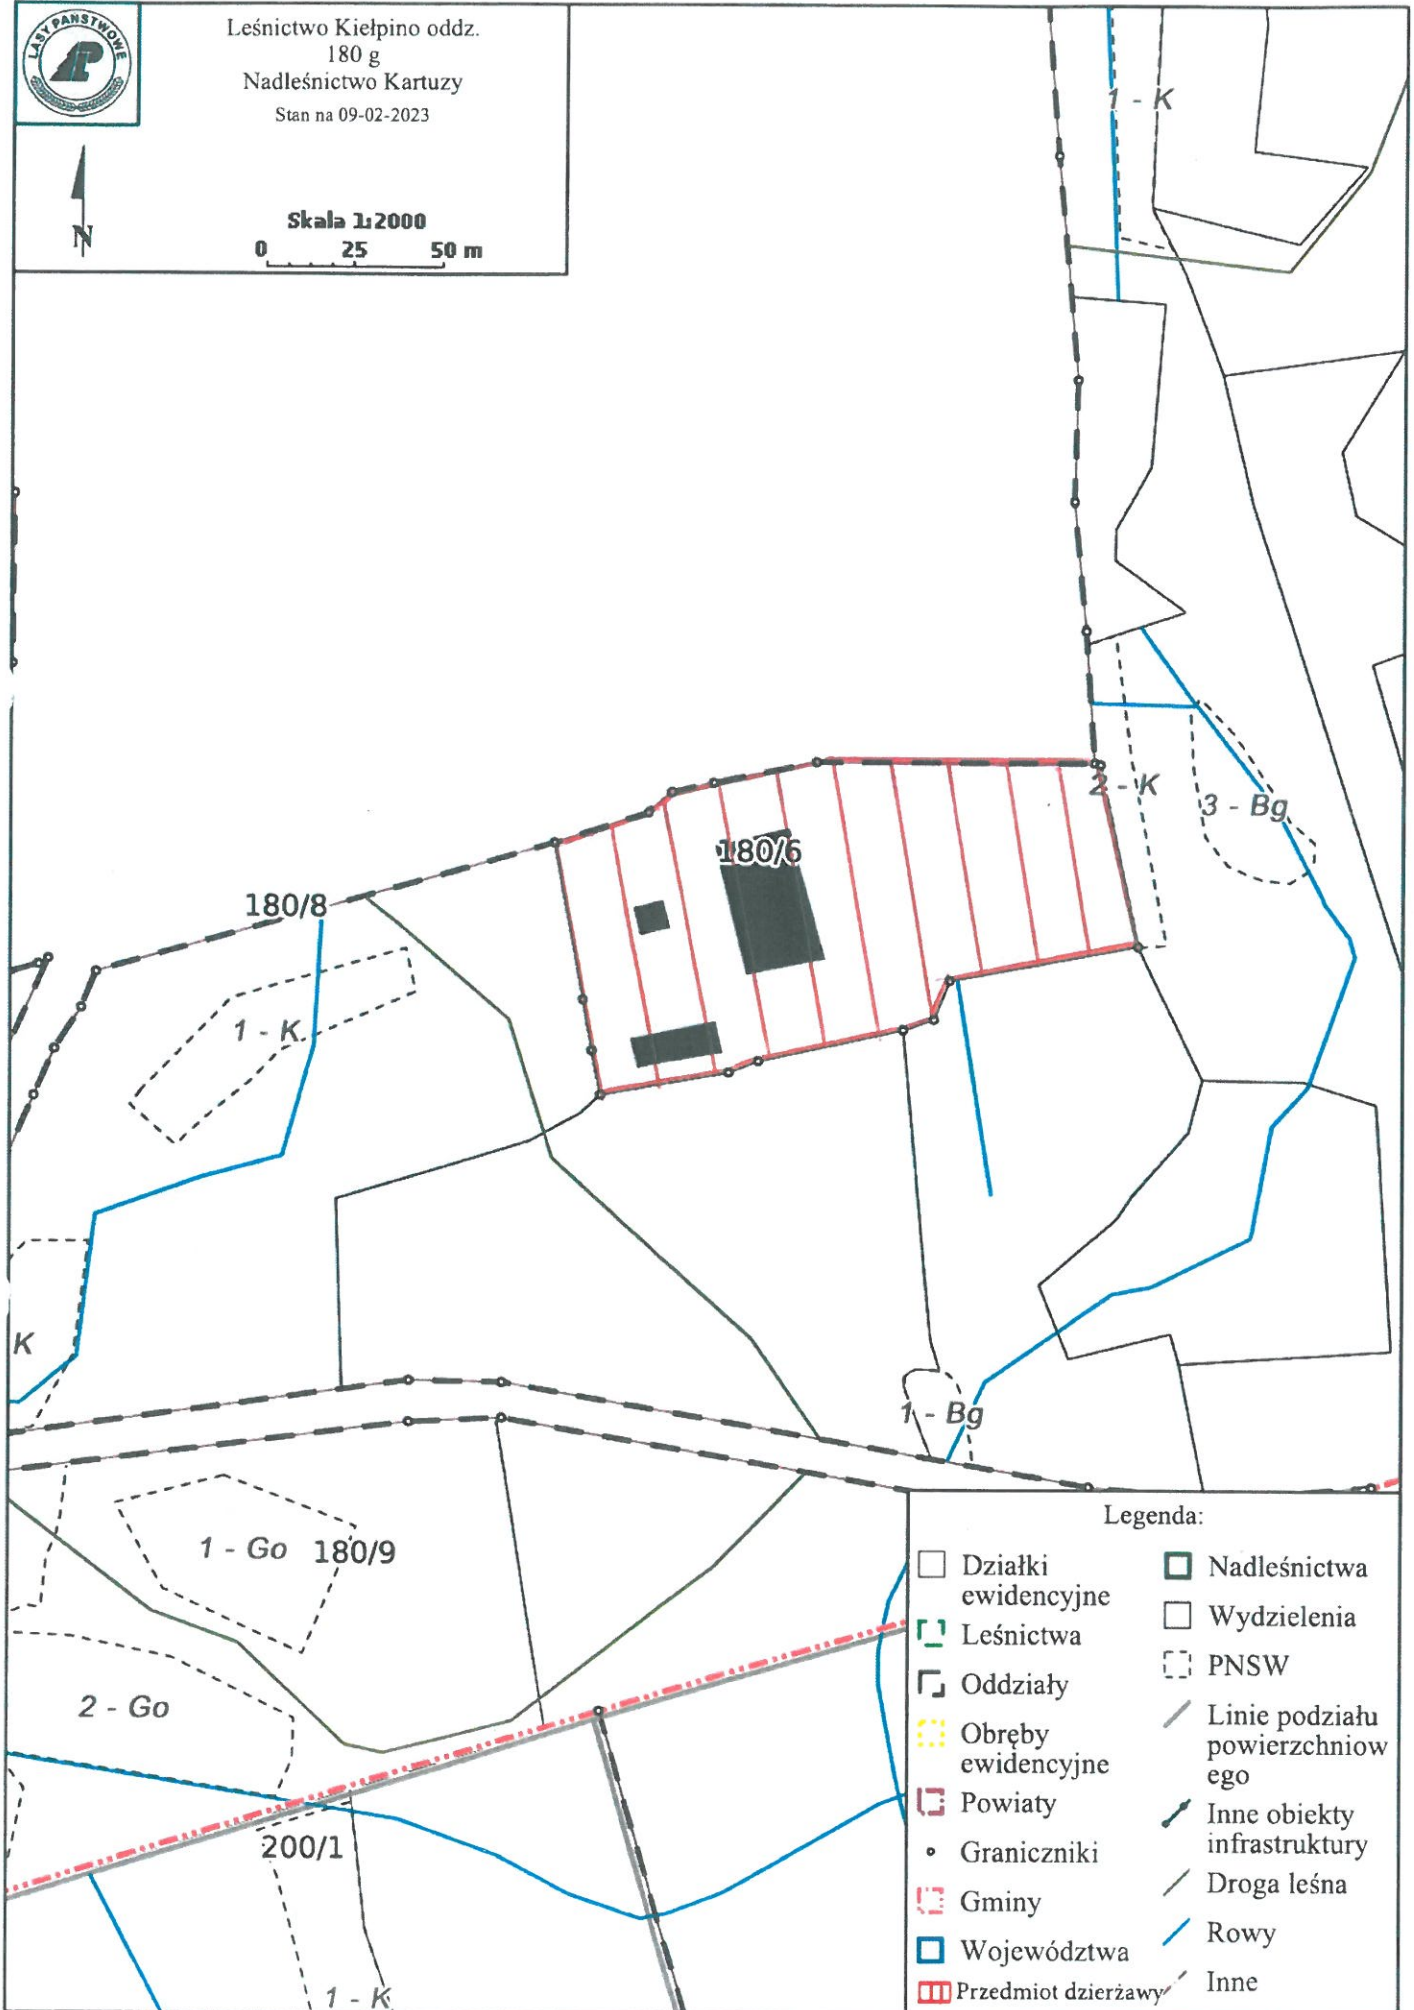 LASY PAŃSTWOWE
Leśnictwo Kiełpino oddz.
180 g
Nadleśnictwo Kartuzy
Stan na 09-02-2023
N
Skala 1:2000
0 25 50 m
1 - K
2 - K
3 - Bg
180/6
180/8
1 - K
K
1 - Bg
1 - Go
180/9
2 - Go
200/1
1 - K
Legenda:
Działki
ewidencyjne
Leśnictwa
Oddziały
Obręby
ewidencyjne
Powiaty
Graniczniki
Gminy
Województwa
Przedmiot dzierżawy
Nadleśnictwa
Wydzielenia
PNSW
Linie podziału
powierzchniow
ego
Inne obiekty
infrastruktury
Droga leśna
Rowy
Inne